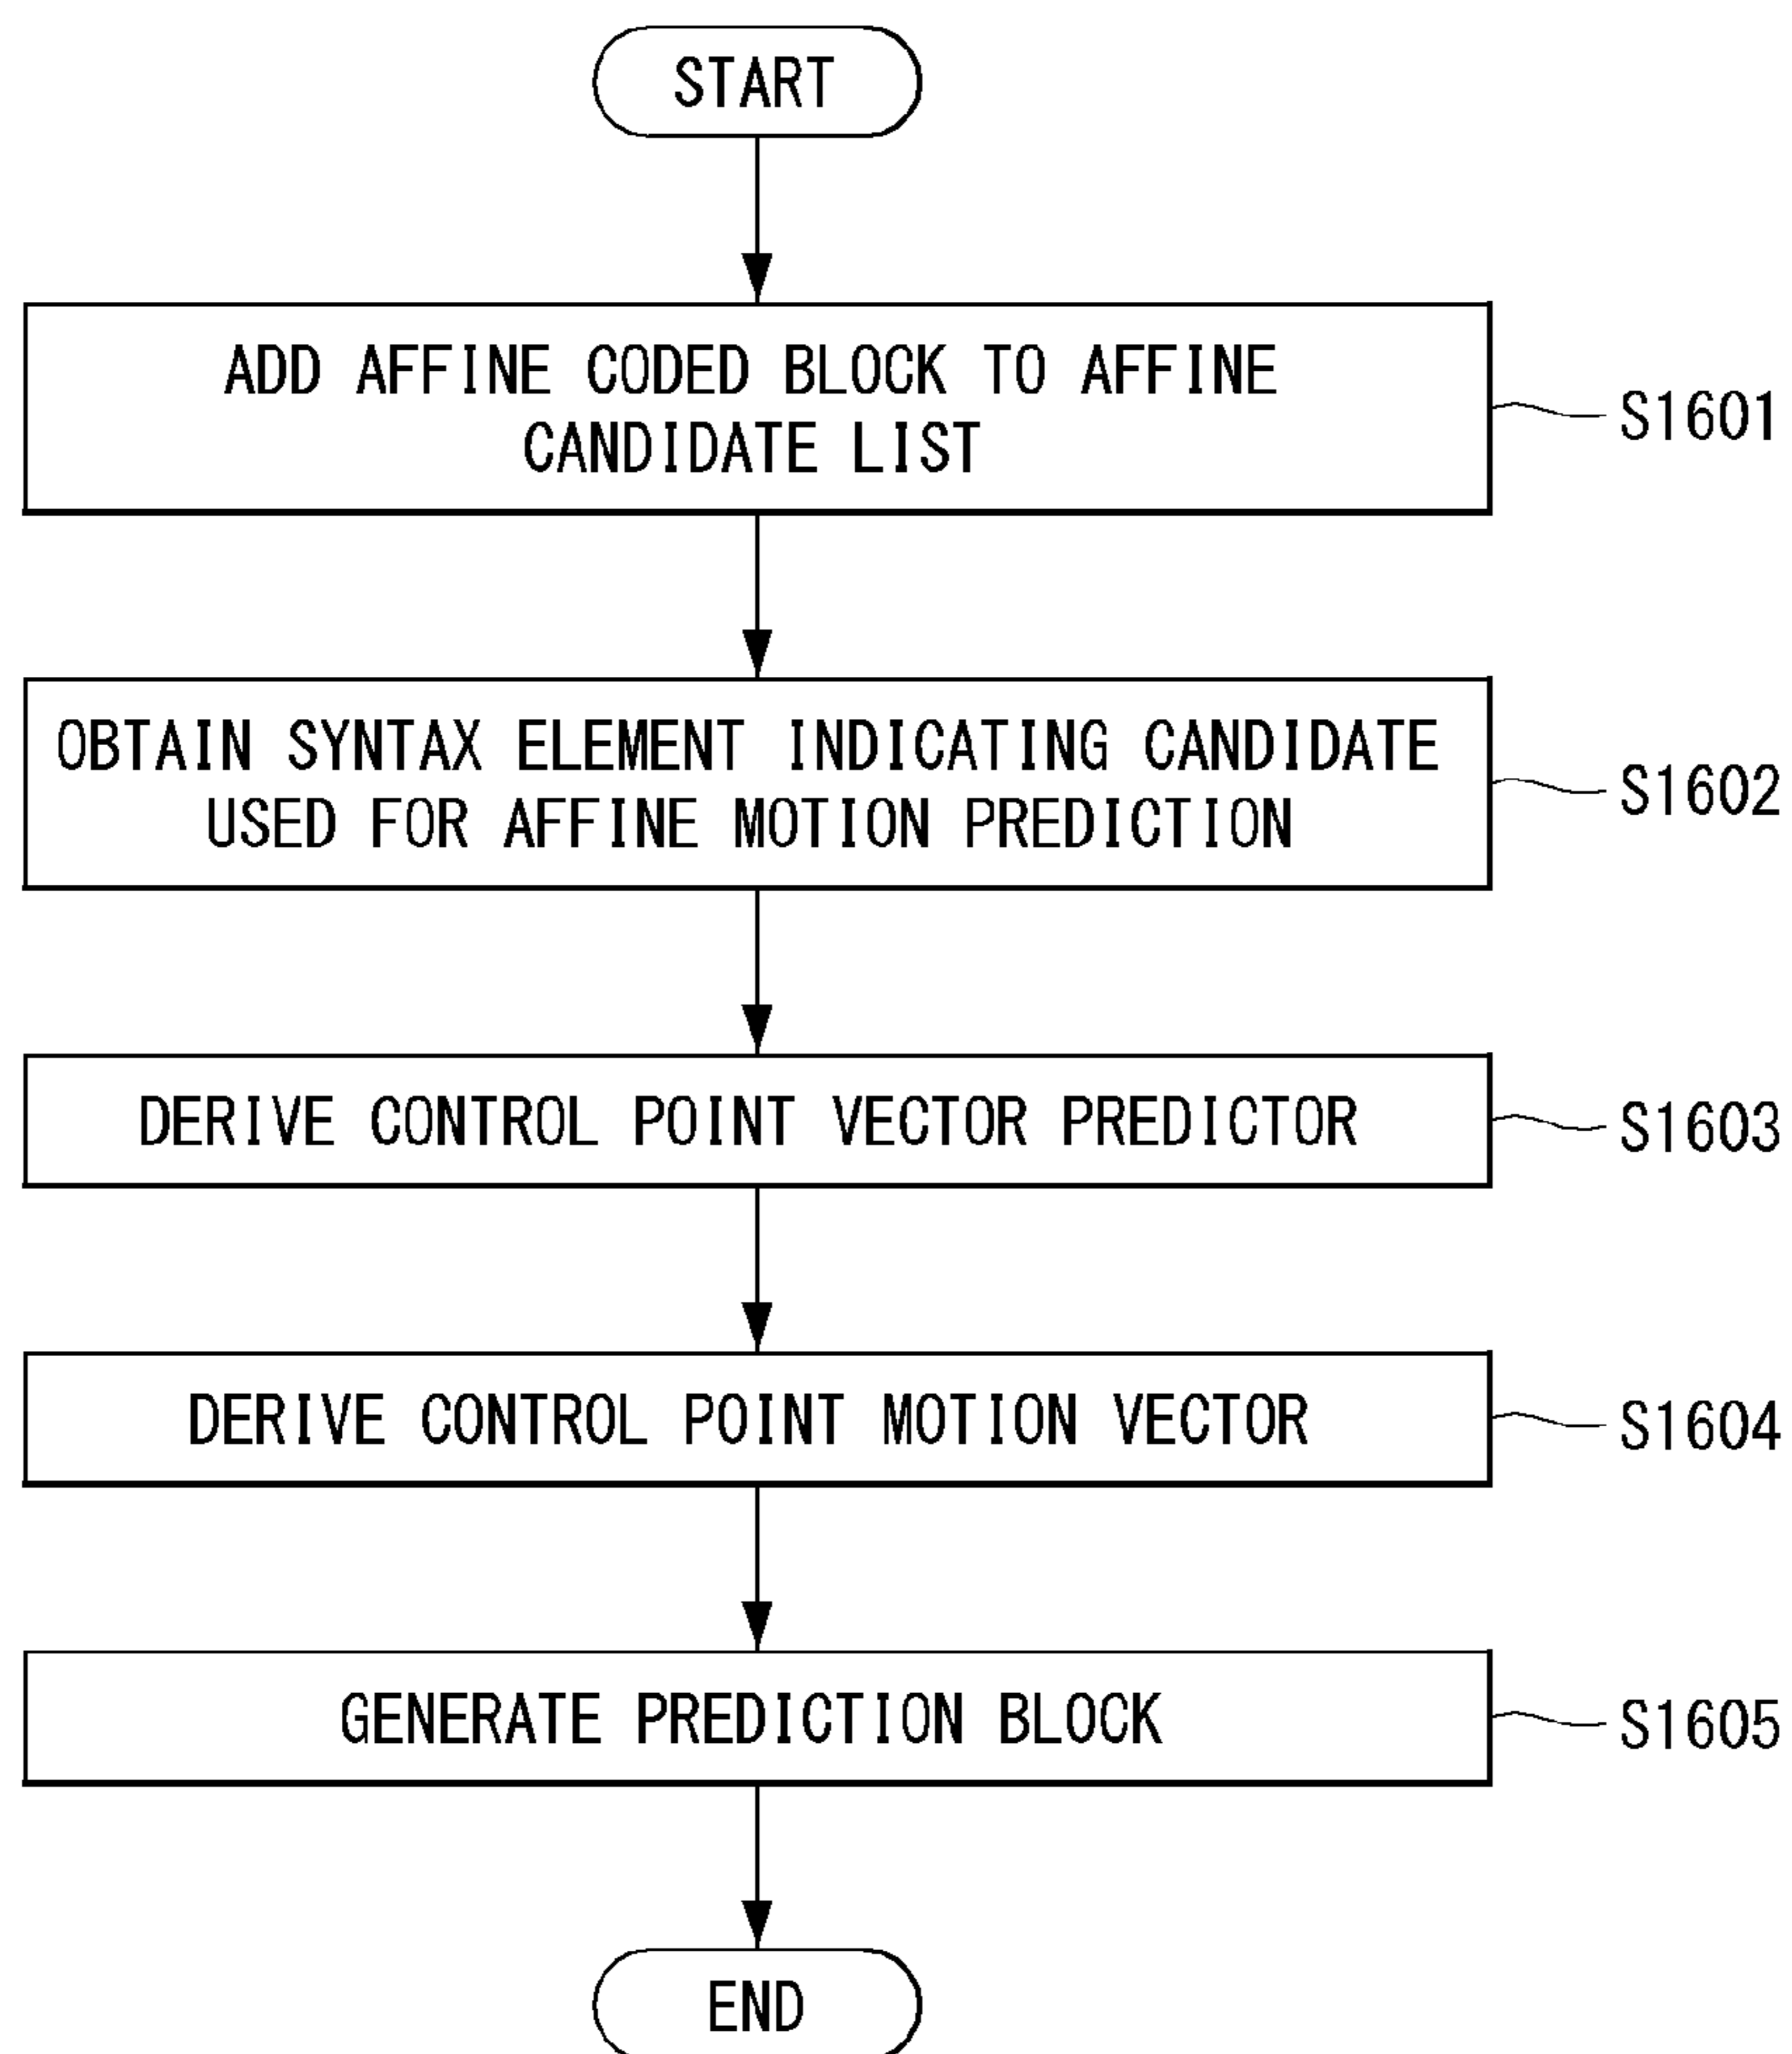 START
ADD AFFINE CODED BLOCK TO AFFINE
CANDIDATE LIST
S1601
OBTAIN SYNTAX ELEMENT INDICATING CANDIDATE
USED FOR AFFINE MOTION PREDICTION
S1602
DERIVE CONTROL POINT VECTOR PREDICTOR
S1603
DERIVE CONTROL POINT MOTION VECTOR
S1604
GENERATE PREDICTION BLOCK
S1605
END